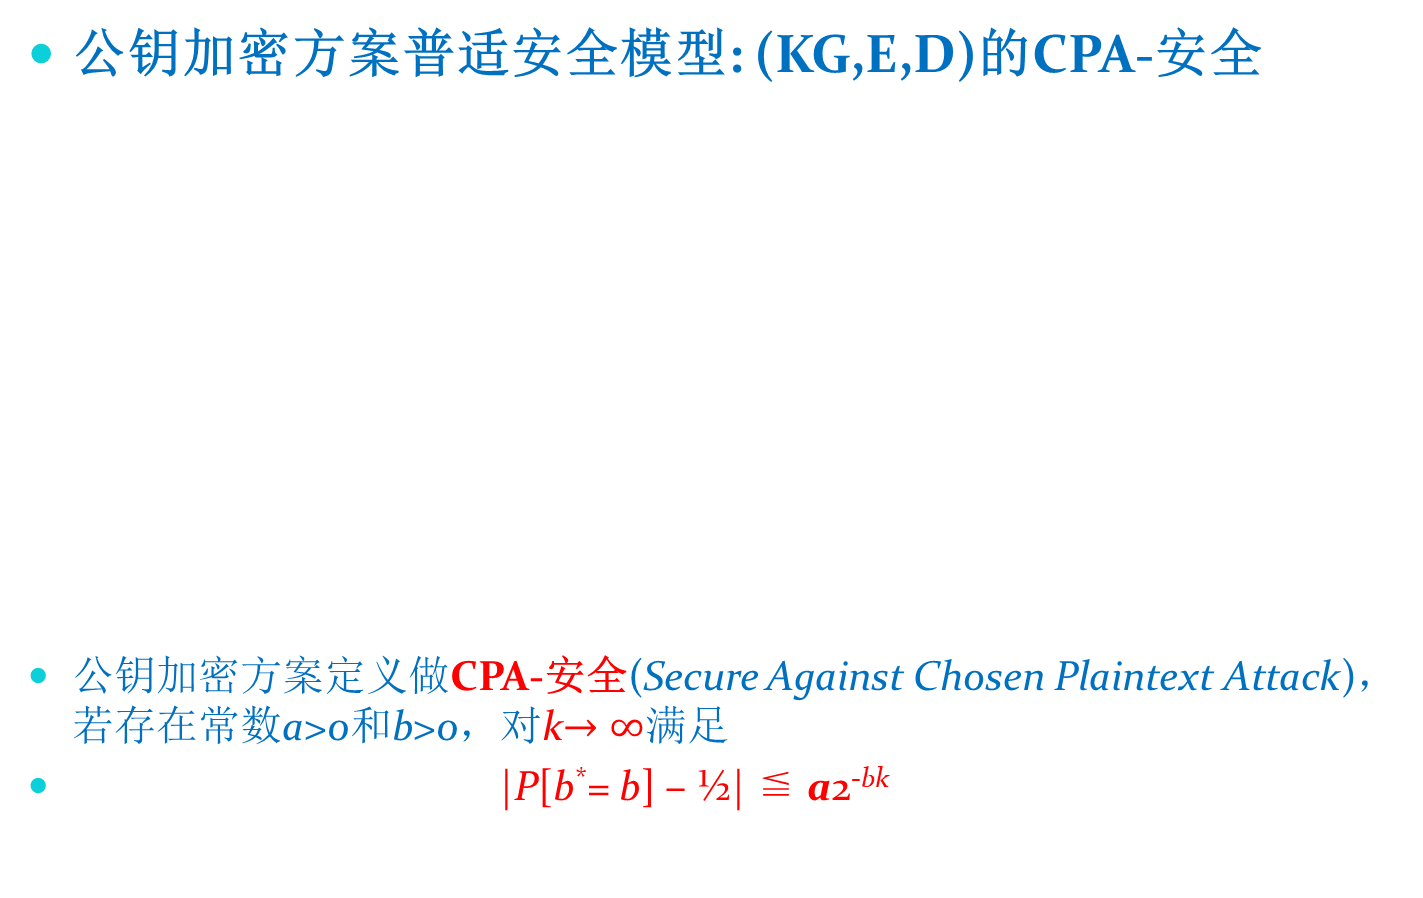 • 公钥加密方案普适安全模型: (KG,E,D)的CPA-安全
• 公钥加密方案定义做CPA-安全(Secure Against Chosen Plaintext Attack)，
若存在常数a>0和b>0，对k→ ∞满足
• |P[b*= b] – ½| ≦ a2-bk